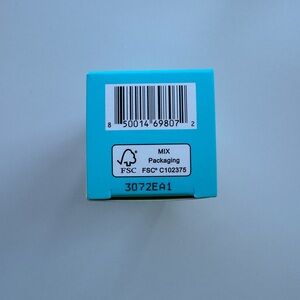 8 50014 69807 2
MIX
Packaging
FSC
FSC® C102375
3072EA1